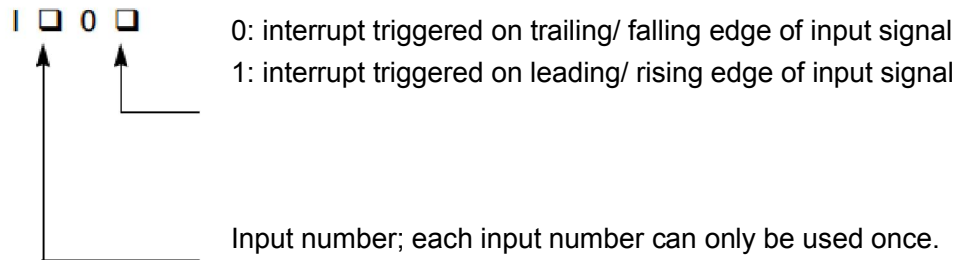 I ❑ 0 ❑
0: interrupt triggered on trailing/ falling edge of input signal
1: interrupt triggered on leading/ rising edge of input signal
Input number; each input number can only be used once.